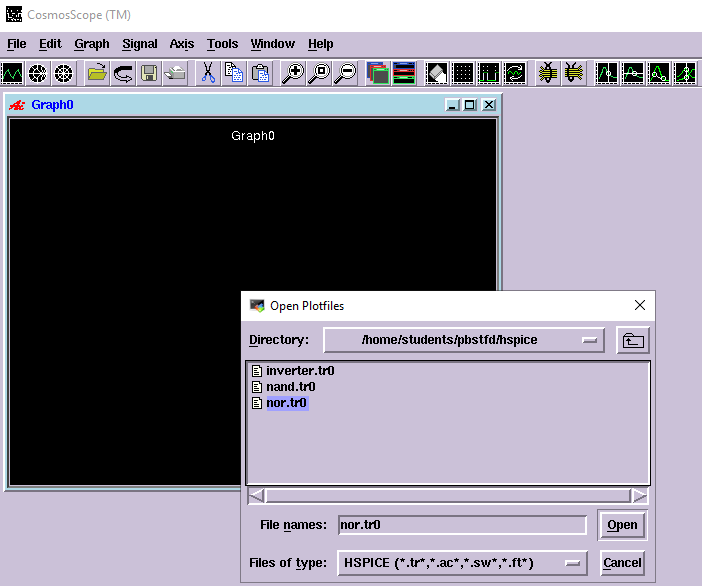 CosmosScope (TM)
File Edit Graph Signal Axis Tools Window Help
Graph0
Graph0
Open Plotfiles
Directory: /home/students/pbstfd/hspice
inverter.tr0
nand.tr0
nor.tr0
File names: nor.tr0 Open
Files of type: HSPICE (*.tr*,*.ac*,*.sw*,*.ft*) Cancel